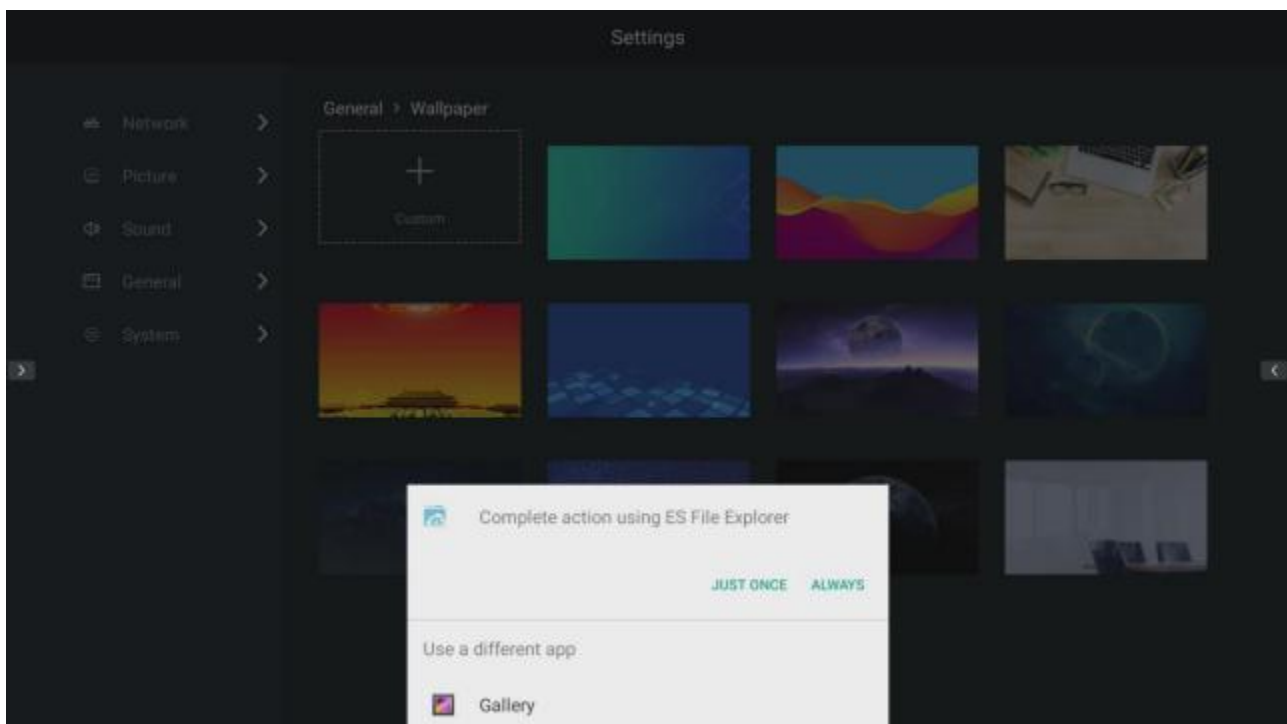 Settings
General > Wallpaper
Network
Picture
Sound
General
System
Custom
Complete action using ES File Explorer
JUST ONCE ALWAYS
Use a different app
Gallery